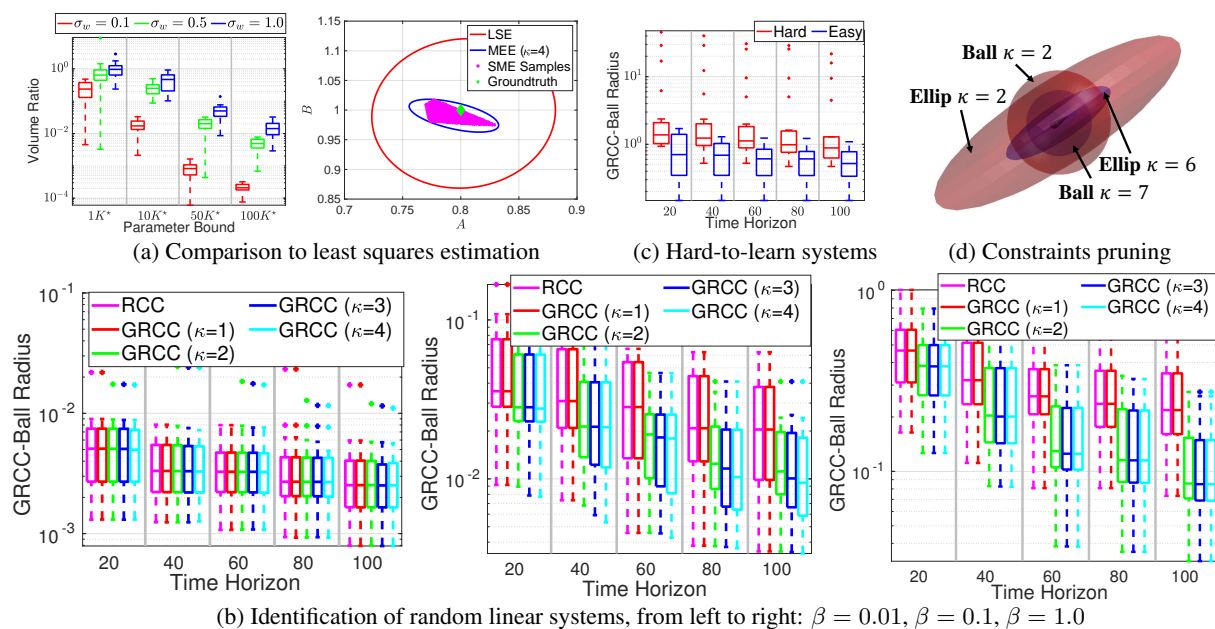 σ_w = 0.1 σ_w = 0.5 σ_w = 1.0
10^0
10^-2
10^-4
Volume Ratio
1K* 10K* 50K* 100K*
Parameter Bound
LSE
MEE (κ=4)
SME Samples
Groundtruth
1.15
1.1
1.05
1
0.95
0.9
0.85
B
0.7 0.75 0.8 0.85 0.9
A
(a) Comparison to least squares estimation
Hard Easy
10^1
10^0
GRCC-Ball Radius
20 40 60 80 100
Time Horizon
(c) Hard-to-learn systems
Ball κ = 2
Ellip κ = 2
Ellip κ = 6
Ball κ = 7
(d) Constraints pruning
RCC
GRCC (κ=1)
GRCC (κ=2)
GRCC (κ=3)
GRCC (κ=4)
10^-1
10^-2
10^-3
GRCC-Ball Radius
20 40 60 80 100
Time Horizon
RCC
GRCC (κ=1)
GRCC (κ=2)
GRCC (κ=3)
GRCC (κ=4)
10^-1
10^-2
GRCC-Ball Radius
20 40 60 80 100
Time Horizon
RCC
GRCC (κ=1)
GRCC (κ=2)
GRCC (κ=3)
GRCC (κ=4)
10^0
10^-1
GRCC-Ball Radius
20 40 60 80 100
Time Horizon
(b) Identification of random linear systems, from left to right: β = 0.01, β = 0.1, β = 1.0